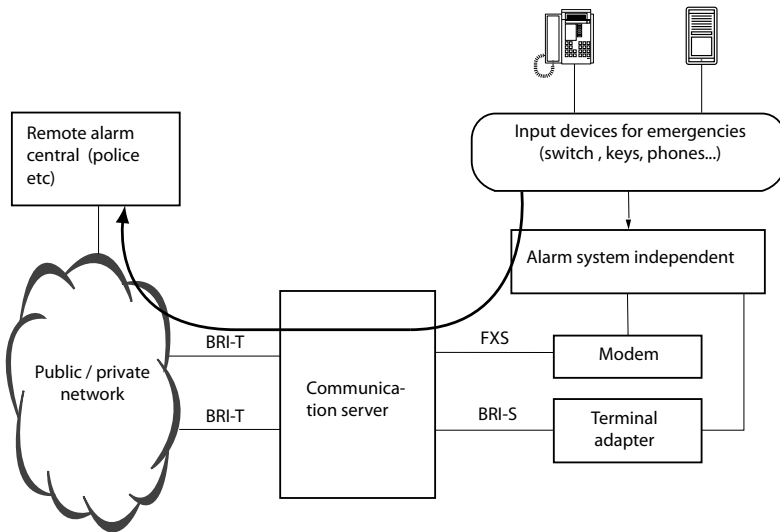 Remote alarm
central (police
etc)
Input devices for emergencies
(switch , keys, phones...)
Alarm system independent
BRI-T
FXS
Modem
Public / private
network
Communica-
tion server
BRI-T
BRI-S
Terminal
adapter